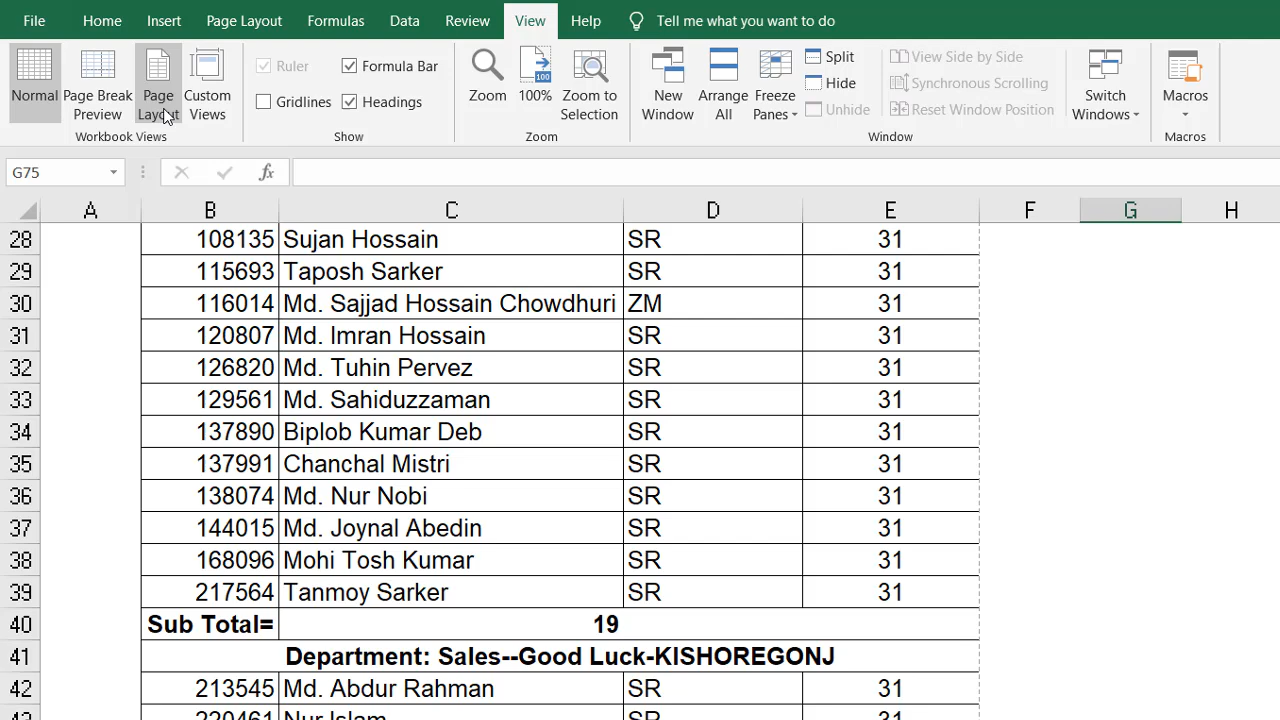 File Home Insert Page Layout Formulas Data Review View Help Tell me what you want to do
Normal Page Break Preview Page Layout Custom Views
Workbook Views
Ruler Formula Bar
Gridlines Headings
Show
Zoom 100% Zoom to Selection
Zoom
New Window Arrange All Freeze Panes
Split
Hide
Unhide
View Side by Side
Synchronous Scrolling
Reset Window Position
Window
Switch Windows
Macros
Macros
G75 fx
A B C D E F G H
28 108135 Sujan Hossain SR 31
29 115693 Taposh Sarker SR 31
30 116014 Md. Sajjad Hossain Chowdhuri ZM 31
31 120807 Md. Imran Hossain SR 31
32 126820 Md. Tuhin Pervez SR 31
33 129561 Md. Sahiduzzaman SR 31
34 137890 Biplob Kumar Deb SR 31
35 137991 Chanchal Mistri SR 31
36 138074 Md. Nur Nobi SR 31
37 144015 Md. Joynal Abedin SR 31
38 168096 Mohi Tosh Kumar SR 31
39 217564 Tanmoy Sarker SR 31
40 Sub Total= 19
41 Department: Sales--Good Luck-KISHOREGONJ
42 213545 Md. Abdur Rahman SR 31
220461 Nur Islam SR 31